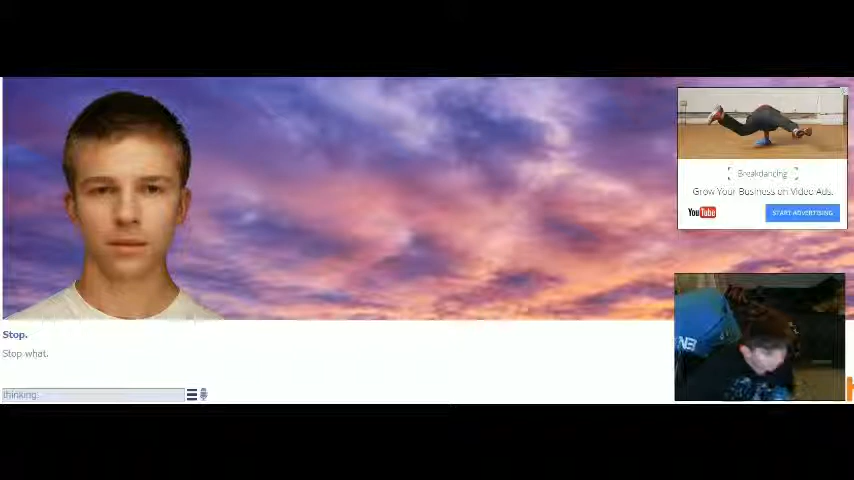 Breakdancing
Grow Your Business on Video Ads.
YouTube
START ADVERTISING
Stop.
Stop what.
thinking.